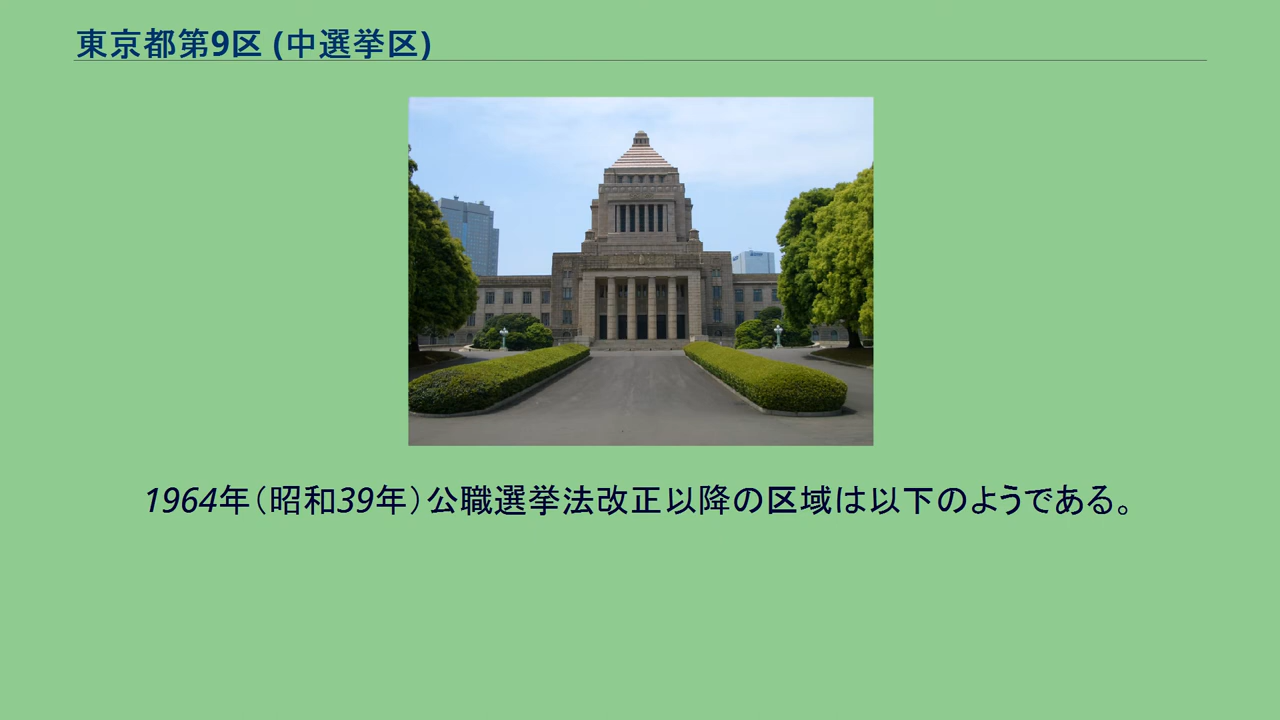 東京都第9区 (中選挙区)
1964年（昭和39年）公職選挙法改正以降の区域は以下のようである。